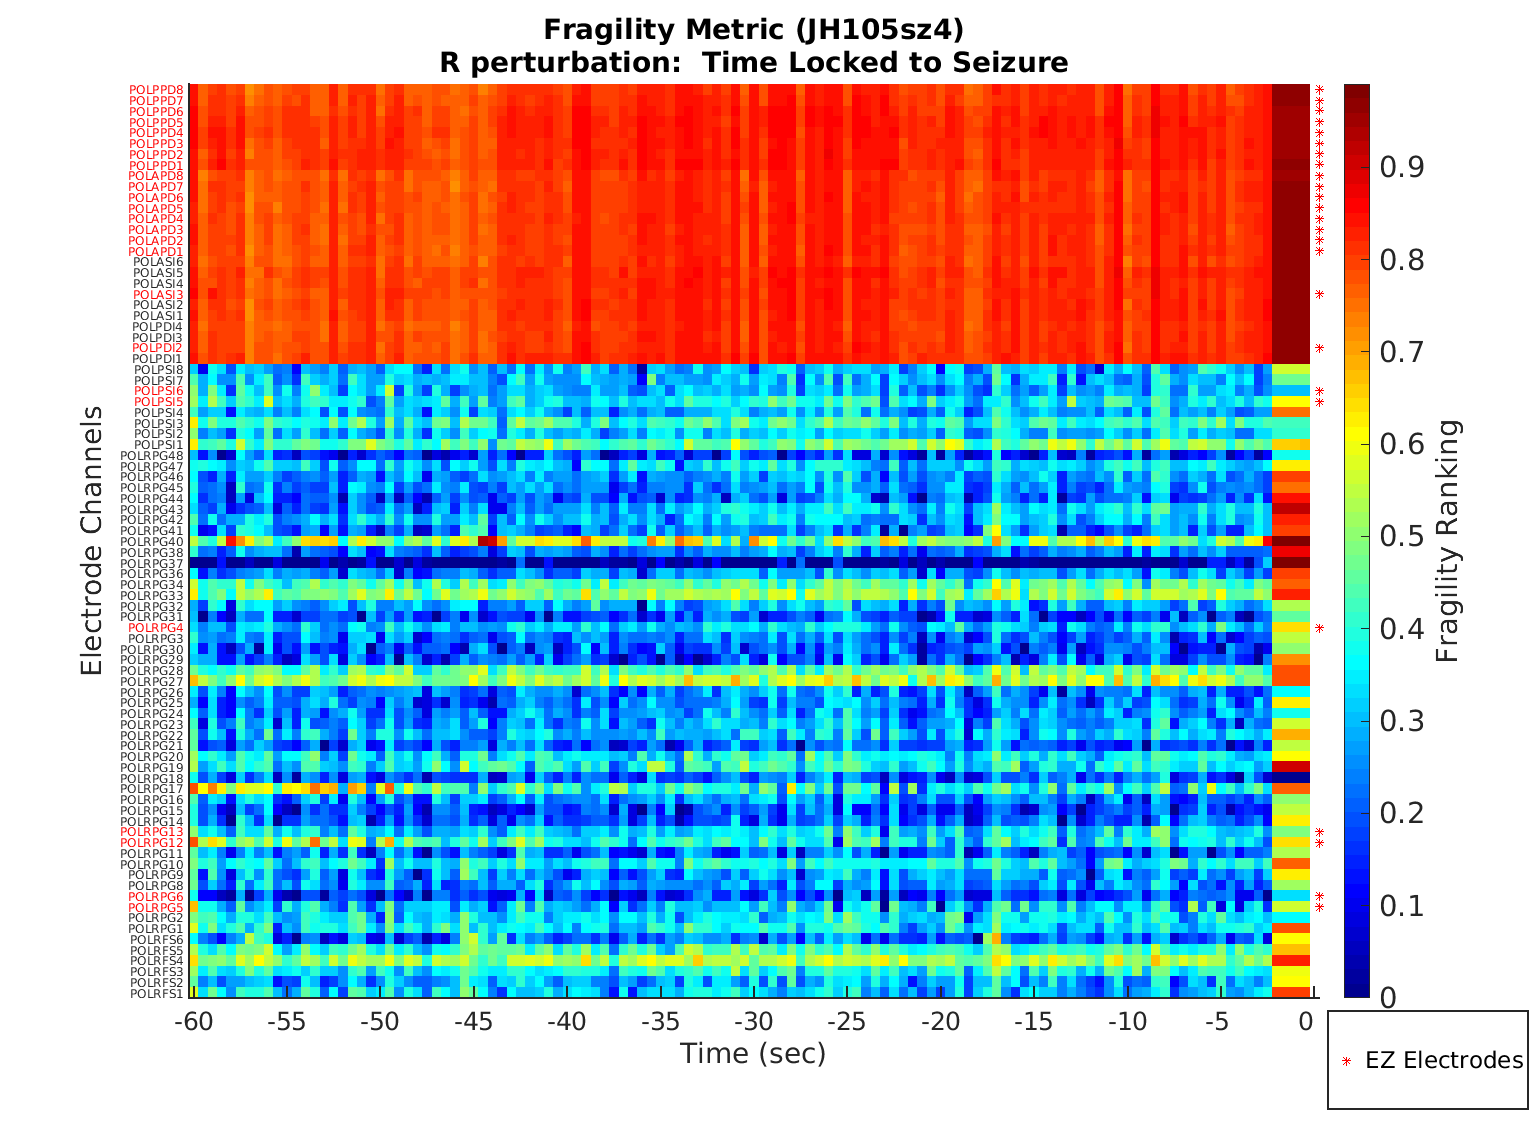 Fragility Metric (JH105sz4)
R perturbation: Time Locked to Seizure
Electrode Channels
POLPPD8
POLPPD7
POLPPD6
POLPPD5
POLPPD4
POLPPD3
POLPPD2
POLPPD1
POLAPD8
POLAPD7
POLAPD6
POLAPD5
POLAPD4
POLAPD3
POLAPD2
POLAPD1
POLASI6
POLASI5
POLASI4
POLASI3
POLASI2
POLASI1
POLPDI4
POLPDI3
POLPDI2
POLPDI1
POLPSI8
POLPSI7
POLPSI6
POLPSI5
POLPSI4
POLPSI3
POLPSI2
POLPSI1
POLRPG48
POLRPG47
POLRPG46
POLRPG45
POLRPG44
POLRPG43
POLRPG42
POLRPG41
POLRPG40
POLRPG38
POLRPG37
POLRPG36
POLRPG34
POLRPG33
POLRPG32
POLRPG31
POLRPG4
POLRPG3
POLRPG30
POLRPG29
POLRPG28
POLRPG27
POLRPG26
POLRPG25
POLRPG24
POLRPG23
POLRPG22
POLRPG21
POLRPG20
POLRPG19
POLRPG18
POLRPG17
POLRPG16
POLRPG15
POLRPG14
POLRPG13
POLRPG12
POLRPG11
POLRPG10
POLRPG9
POLRPG8
POLRPG6
POLRPG5
POLRPG2
POLRPG1
POLRFS6
POLRFS5
POLRFS4
POLRFS3
POLRFS2
POLRFS1
-60 -55 -50 -45 -40 -35 -30 -25 -20 -15 -10 -5 0
Time (sec)
0.9
0.8
0.7
0.6
0.5
0.4
0.3
0.2
0.1
0
Fragility Ranking
EZ Electrodes